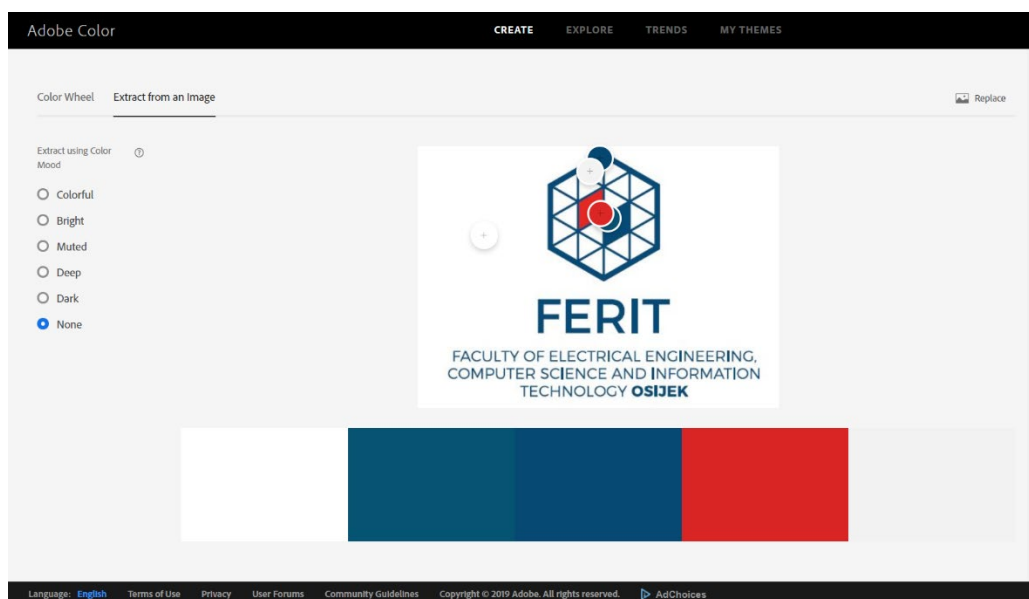 Adobe Color
CREATE EXPLORE TRENDS MY THEMES
Color Wheel Extract from an Image
Replace
Extract using Color
Mood
Colorful
Bright
Muted
Deep
Dark
None
FERIT
FACULTY OF ELECTRICAL ENGINEERING,
COMPUTER SCIENCE AND INFORMATION
TECHNOLOGY OSIJEK
Language: English Terms of Use Privacy User Forums Community Guidelines Copyright © 2019 Adobe. All rights reserved. AdChoices